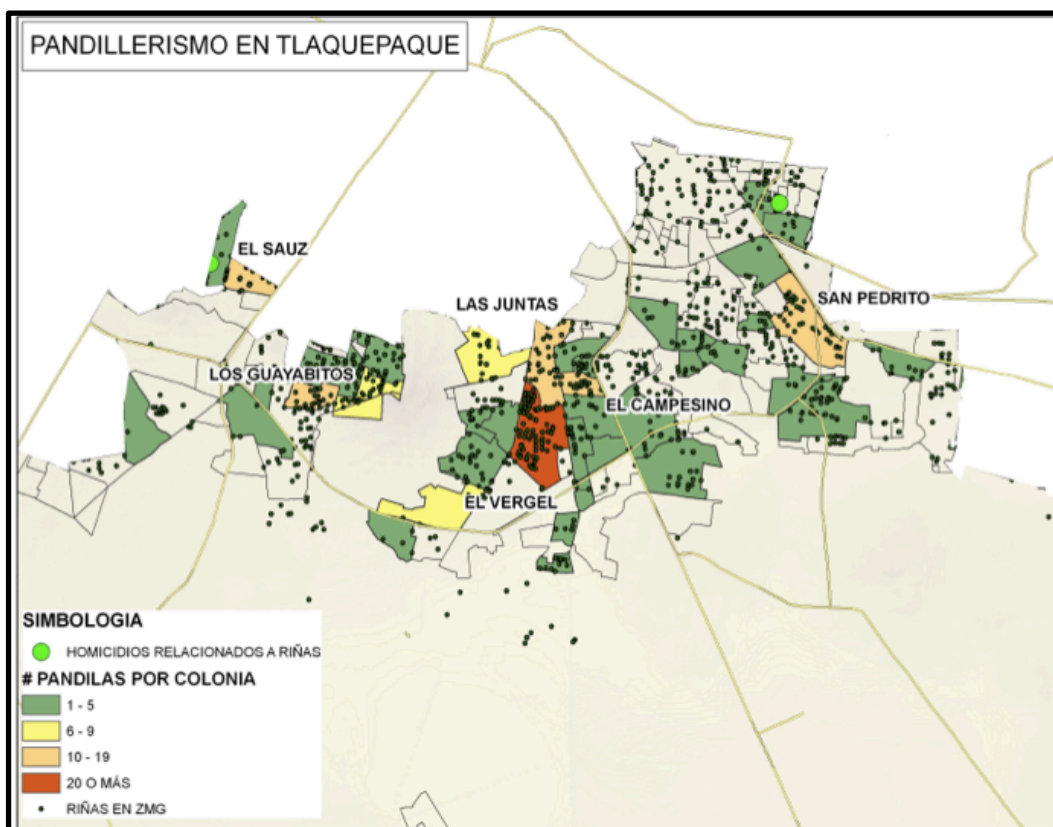 PANDILLERISMO EN TLAQUEPAQUE
EL SAUZ
LAS JUNTAS
SAN PEDRITO
LOS GUAYABITOS
EL CAMPESINO
EL VERGEL
SIMBOLOGIA
HOMICIDIOS RELACIONADOS A RIÑAS
# PANDILAS POR COLONIA
1 - 5
6 - 9
10 - 19
20 O MÁS
RIÑAS EN ZMG